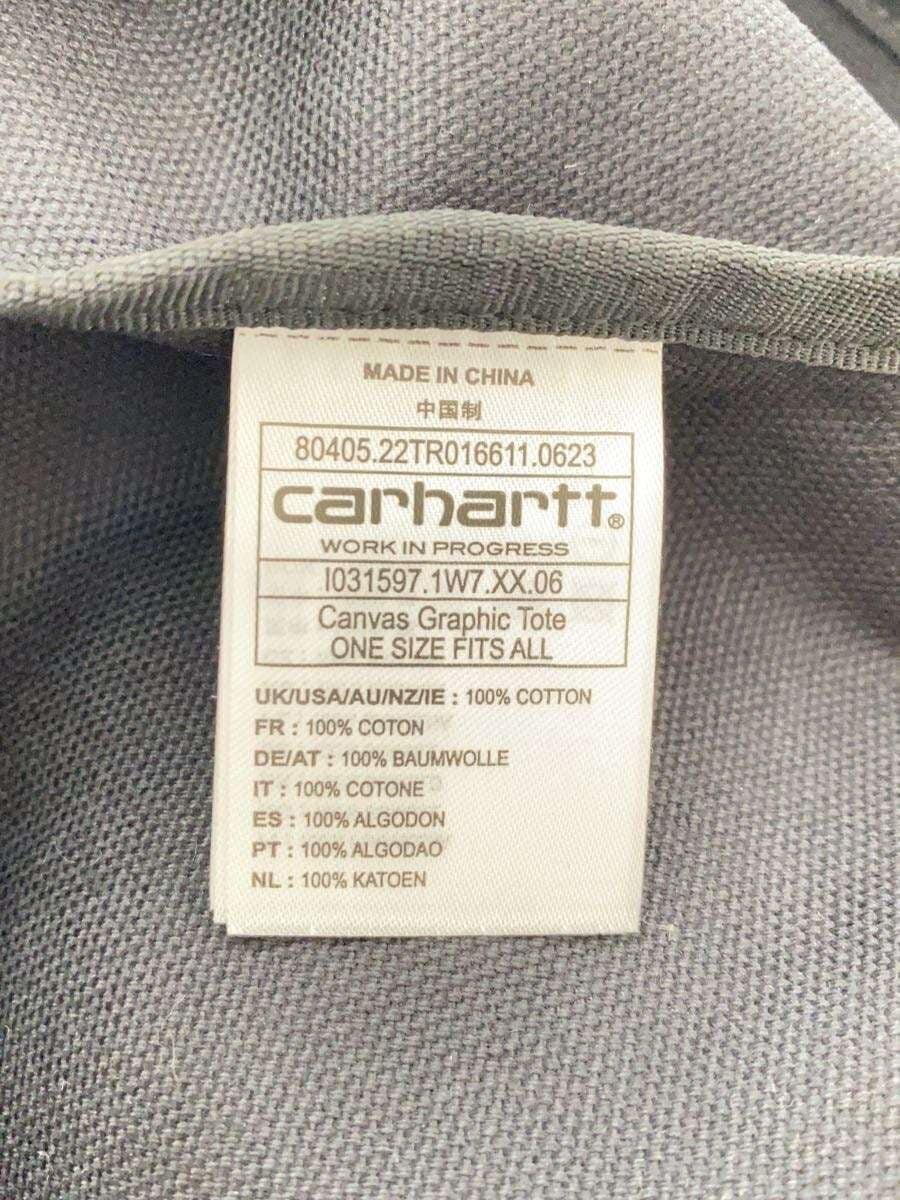 MADE IN CHINA
中国制
80405.22TR016611.0623
carhartt®
WORK IN PROGRESS
I031597.1W7.XX.06
Canvas Graphic Tote
ONE SIZE FITS ALL
UK/USA/AU/NZ/IE : 100% COTTON
FR : 100% COTON
DE/AT : 100% BAUMWOLLE
IT : 100% COTONE
ES : 100% ALGODON
PT : 100% ALGODAO
NL : 100% KATOEN